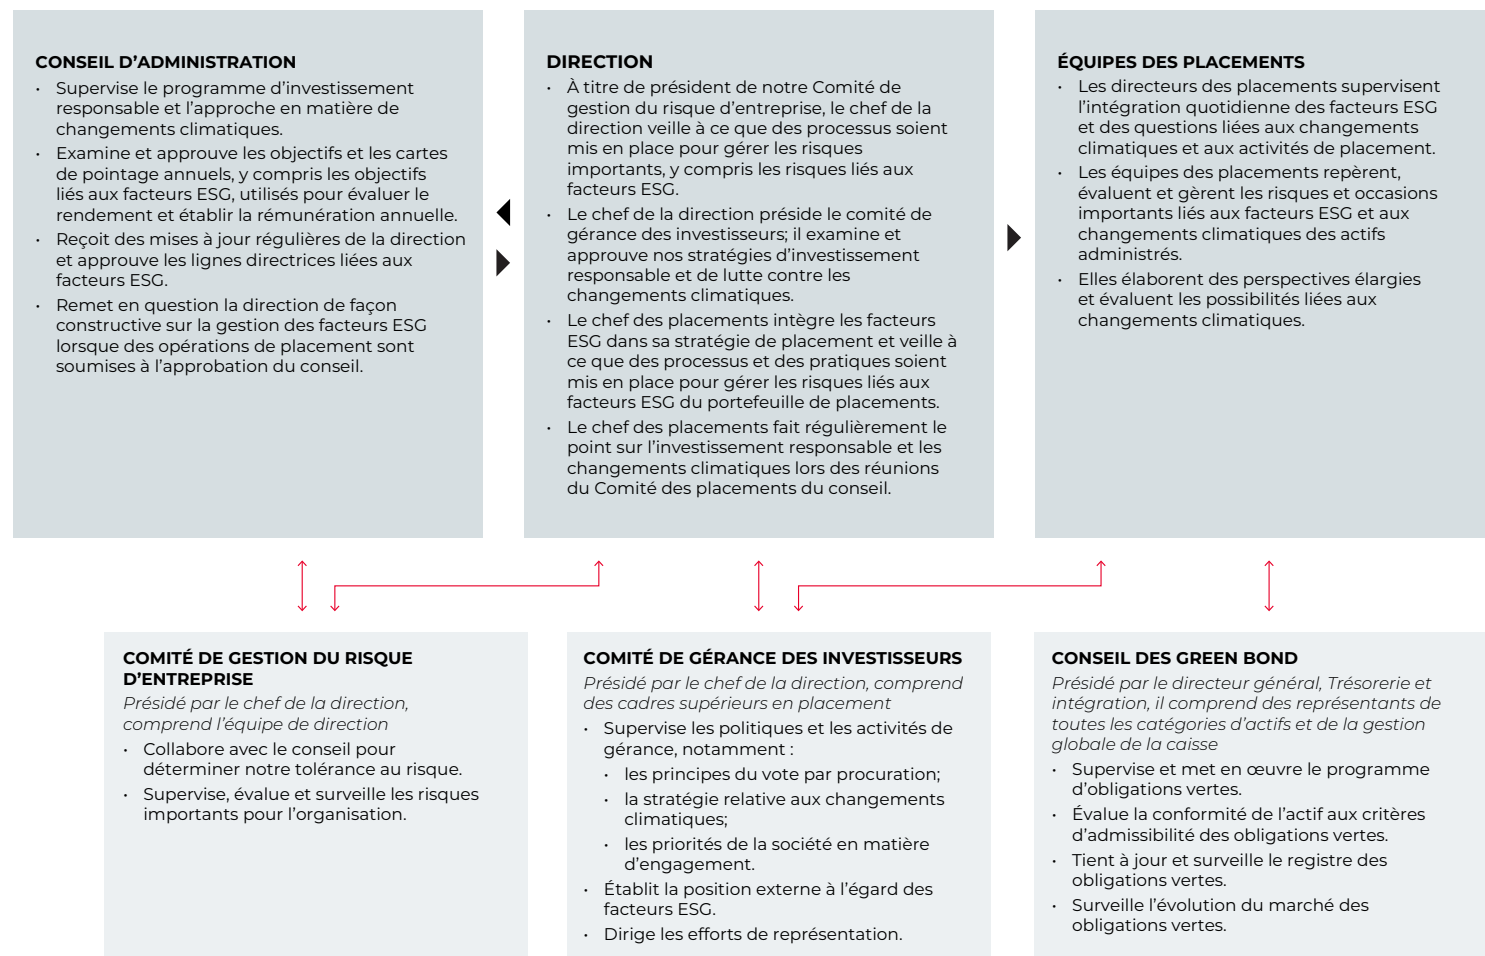 CONSEIL D’ADMINISTRATION
• Supervise le programme d’investissement
responsable et l’approche en matière de
changements climatiques.
• Examine et approuve les objectifs et les cartes
de pointage annuels, y compris les objectifs
liés aux facteurs ESG, utilisés pour évaluer le
rendement et établir la rémunération annuelle.
• Reçoit des mises à jour régulières de la direction
et approuve les lignes directrices liées aux
facteurs ESG.
• Remet en question la direction de façon
constructive sur la gestion des facteurs ESG
lorsque des opérations de placement sont
soumises à l’approbation du conseil.
DIRECTION
• À titre de président de notre Comité de
gestion du risque d’entreprise, le chef de la
direction veille à ce que des processus soient
mis en place pour gérer les risques
importants, y compris les risques liés aux
facteurs ESG.
• Le chef de la direction préside le comité de
gérance des investisseurs; il examine et
approuve nos stratégies d’investissement
responsable et de lutte contre les
changements climatiques.
• Le chef des placements intègre les facteurs
ESG dans sa stratégie de placement et veille à
ce que des processus et des pratiques soient
mis en place pour gérer les risques liés aux
facteurs ESG du portefeuille de placements.
• Le chef des placements fait régulièrement le
point sur l’investissement responsable et les
changements climatiques lors des réunions
du Comité des placements du conseil.
ÉQUIPES DES PLACEMENTS
• Les directeurs des placements supervisent
l’intégration quotidienne des facteurs ESG
et des questions liées aux changements
climatiques et aux activités de placement.
• Les équipes des placements repèrent,
évaluent et gèrent les risques et occasions
importants liés aux facteurs ESG et aux
changements climatiques des actifs
administrés.
• Elles élaborent des perspectives élargies
et évaluent les possibilités liées aux
changements climatiques.
COMITÉ DE GESTION DU RISQUE
D’ENTREPRISE
Présidé par le chef de la direction,
comprend l’équipe de direction
• Collabore avec le conseil pour
déterminer notre tolérance au risque.
• Supervise, évalue et surveille les risques
importants pour l’organisation.
COMITÉ DE GÉRANCE DES INVESTISSEURS
Présidé par le chef de la direction, comprend
des cadres supérieurs en placement
• Supervise les politiques et les activités de
gérance, notamment :
• les principes du vote par procuration;
• la stratégie relative aux changements
climatiques;
• les priorités de la société en matière
d’engagement.
• Établit la position externe à l’égard des
facteurs ESG.
• Dirige les efforts de représentation.
CONSEIL DES GREEN BOND
Présidé par le directeur général, Trésorerie et
intégration, il comprend des représentants de
toutes les catégories d’actifs et de la gestion
globale de la caisse
• Supervise et met en œuvre le programme
d’obligations vertes.
• Évalue la conformité de l’actif aux critères
d’admissibilité des obligations vertes.
• Tient à jour et surveille le registre des
obligations vertes.
• Surveille l’évolution du marché des
obligations vertes.